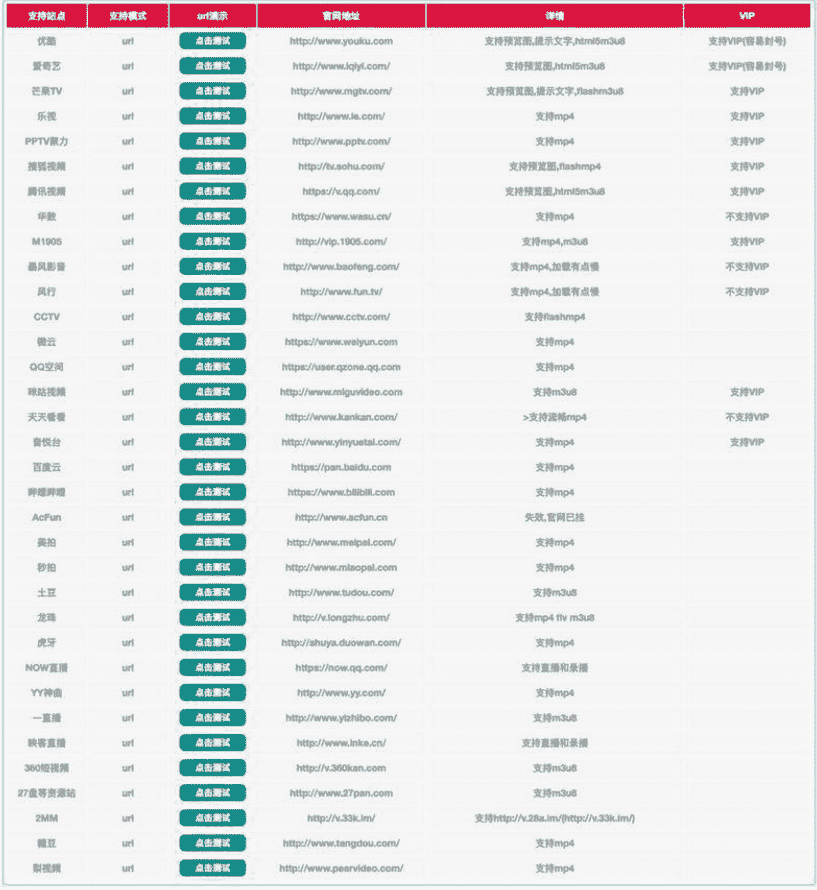 支持站点 支持模式 url演示 官网地址 详情 VIP
优酷 url 点击测试 http://www.youku.com 支持预览图,提示文字,html5m3u8 支持VIP(容易封号)
爱奇艺 url 点击测试 http://www.iqiyi.com/ 支持预览图,html5m3u8 支持VIP(容易封号)
芒果TV url 点击测试 http://www.mgtv.com/ 支持预览图,提示文字,flashm3u8 支持VIP
乐视 url 点击测试 http://www.le.com/ 支持mp4 支持VIP
PPTV聚力 url 点击测试 http://www.pptv.com/ 支持mp4 支持VIP
搜狐视频 url 点击测试 http://tv.sohu.com/ 支持预览图,flashmp4 支持VIP
腾讯视频 url 点击测试 https://v.qq.com/ 支持预览图,html5m3u8 支持VIP
华数 url 点击测试 https://www.wasu.cn/ 支持mp4 不支持VIP
M1905 url 点击测试 http://vip.1905.com/ 支持mp4,m3u8 支持VIP
暴风影音 url 点击测试 http://www.baofeng.com/ 支持mp4,加载有点慢 不支持VIP
风行 url 点击测试 http://www.fun.tv/ 支持mp4,加载有点慢 不支持VIP
CCTV url 点击测试 http://www.cctv.com/ 支持flashmp4
微云 url 点击测试 https://www.weiyun.com 支持mp4
QQ空间 url 点击测试 https://user.qzone.qq.com 支持mp4
咪咕视频 url 点击测试 http://www.miguvideo.com 支持m3u8 支持VIP
天天看看 url 点击测试 http://www.kankan.com/ >支持流畅mp4 不支持VIP
音悦台 url 点击测试 http://www.yinyuetai.com/ 支持mp4 支持VIP
百度云 url 点击测试 https://pan.baidu.com 支持mp4
哔哩哔哩 url 点击测试 https://www.bilibili.com 支持mp4
AcFun url 点击测试 http://www.acfun.cn 失败,官网已挂
美拍 url 点击测试 http://www.meipai.com/ 支持mp4
秒拍 url 点击测试 http://www.miaopai.com 支持mp4
土豆 url 点击测试 http://www.tudou.com/ 支持m3u8
龙珠 url 点击测试 http://v.longzhu.com/ 支持mp4 flv m3u8
虎牙 url 点击测试 http://shuya.duowan.com/ 支持mp4
NOW直播 url 点击测试 https://now.qq.com/ 支持直播和录播
YY神曲 url 点击测试 http://www.yy.com/ 支持mp4
一直播 url 点击测试 http://www.yizhibo.com/ 支持m3u8
映客直播 url 点击测试 http://www.inke.cn/ 支持直播和录播
360短视频 url 点击测试 http://v.360kan.com 支持m3u8
27盘等资源站 url 点击测试 http://www.27pan.com 支持m3u8
2MM url 点击测试 http://v.33k.im/ 支持http://v.28a.im/(http://v.33k.im/)
糖豆 url 点击测试 http://www.tangdou.com/ 支持mp4
梨视频 url 点击测试 http://www.pearvideo.com/ 支持mp4